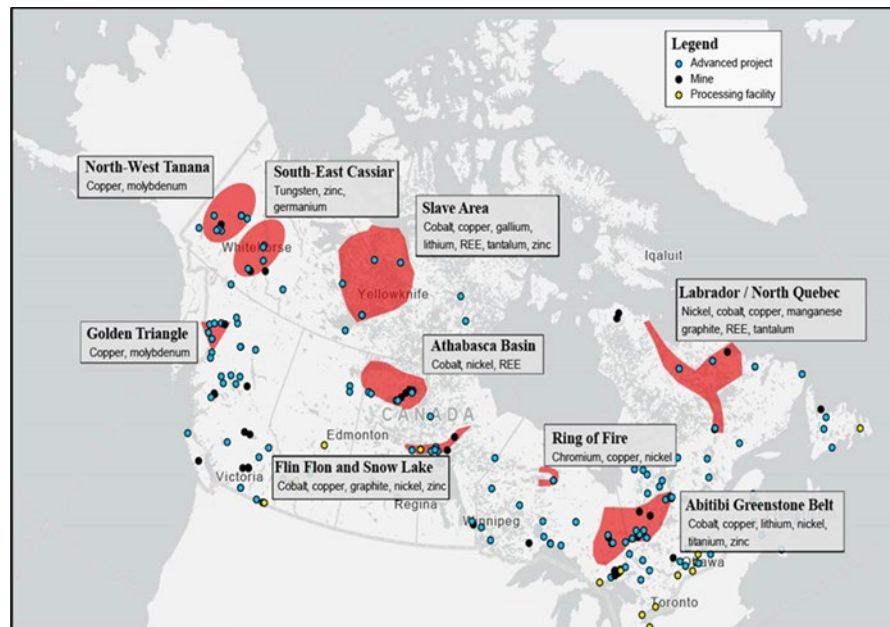 Legend
Advanced project
Mine
Processing facility
North-West Tanana
Copper, molybdenum
South-East Cassiar
Tungsten, zinc,
germanium
Slave Area
Cobalt, copper, gallium,
lithium, REE, tantalum, zinc
Whitehorse
Iqaluit
Yellowknife
Labrador / North Quebec
Nickel, cobalt, copper, manganese
graphite, REE, tantalum
Golden Triangle
Copper, molybdenum
Athabasca Basin
Cobalt, nickel, REE
CANADA
Edmonton
Ring of Fire
Chromium, copper, nickel
Flin Flon and Snow Lake
Cobalt, copper, graphite, nickel, zinc
Victoria
Regina
Winnipeg
Abitibi Greenstone Belt
Cobalt, copper, lithium, nickel,
titanium, zinc
Ottawa
Toronto